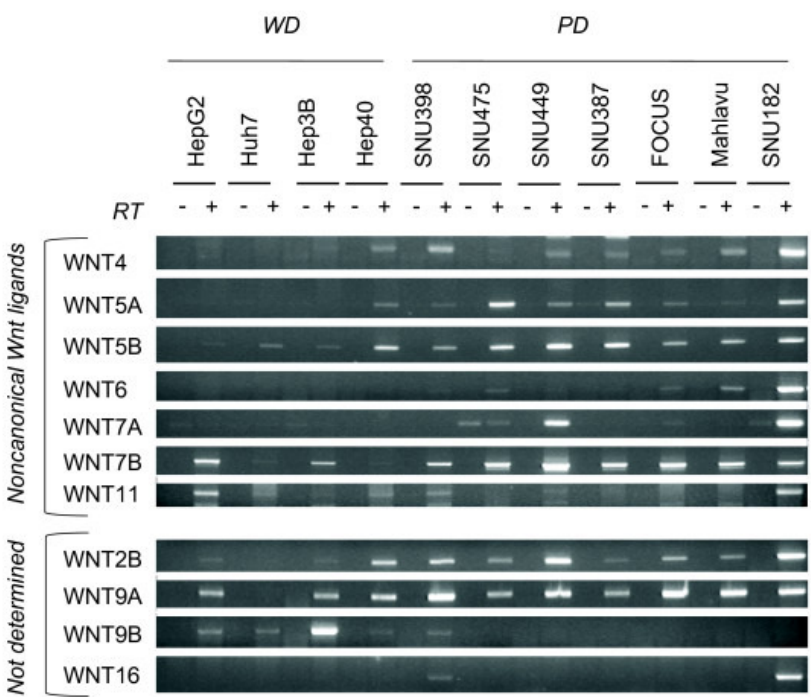 WD PD
HepG2 Huh7 Hep3B Hep40 SNU398 SNU475 SNU449 SNU387 FOCUS Mahlavu SNU182
RT - + - + - + - + - + - + - + - + - + - + - +
Noncanonical Wnt ligands
WNT4
WNT5A
WNT5B
WNT6
WNT7A
WNT7B
WNT11
Not determined
WNT2B
WNT9A
WNT9B
WNT16